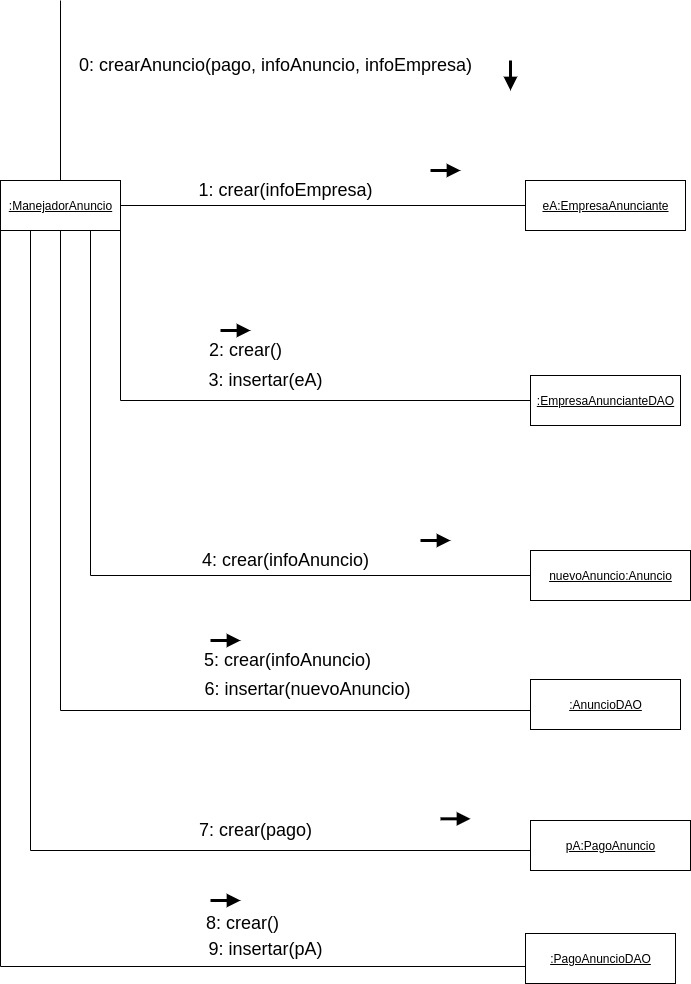 0: crearAnuncio(pago, infoAnuncio, infoEmpresa)
1: crear(infoEmpresa)
:ManejadorAnuncio
eA:EmpresaAnunciante
2: crear()
3: insertar(eA)
:EmpresaAnuncianteDAO
4: crear(infoAnuncio)
nuevoAnuncio:Anuncio
5: crear(infoAnuncio)
6: insertar(nuevoAnuncio)
:AnuncioDAO
7: crear(pago)
pA:PagoAnuncio
8: crear()
9: insertar(pA)
:PagoAnuncioDAO